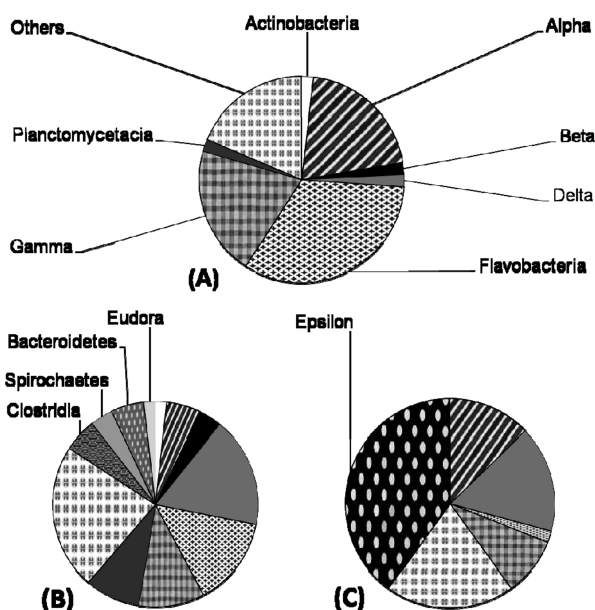 Others
Actinobacteria
Alpha
Planctomycetacia
Beta
Delta
Gamma
Flavobacteria
(A)
Eudora
Epsilon
Bacteroidetes
Spirochaetes
Clostridia
(B)
(C)